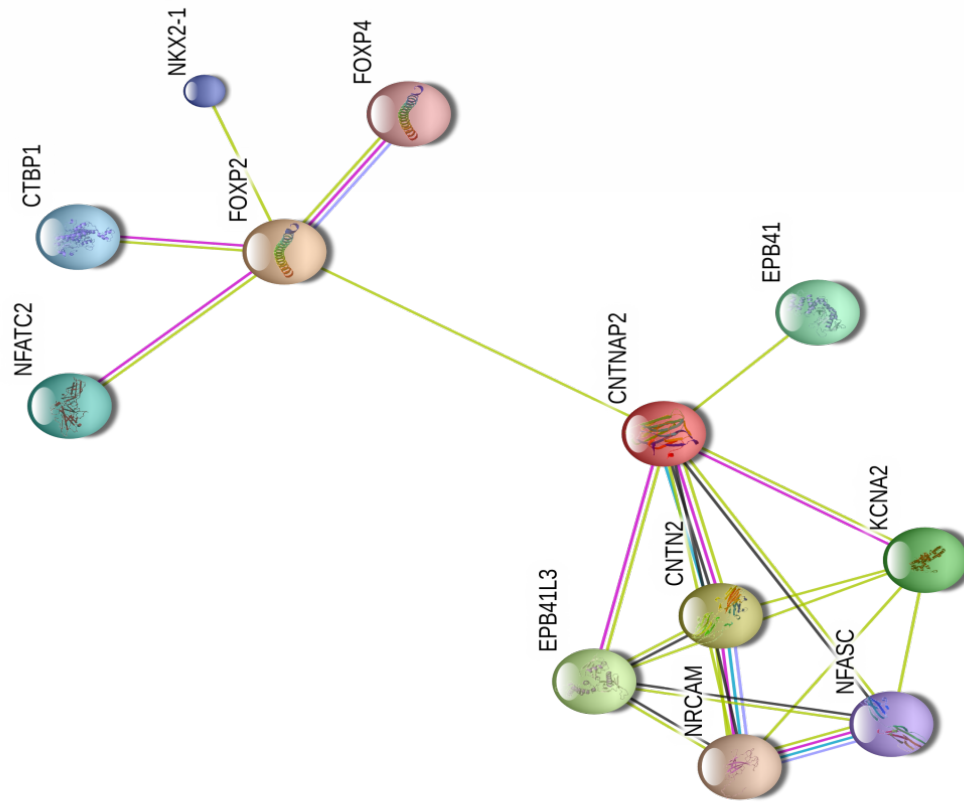 NKX2-1
FOXP4
CTBP1
FOXP2
NFATC2
EPB41
CNTNAP2
KCNA2
CNTN2
EPB41L3
NFASC
NRCAM